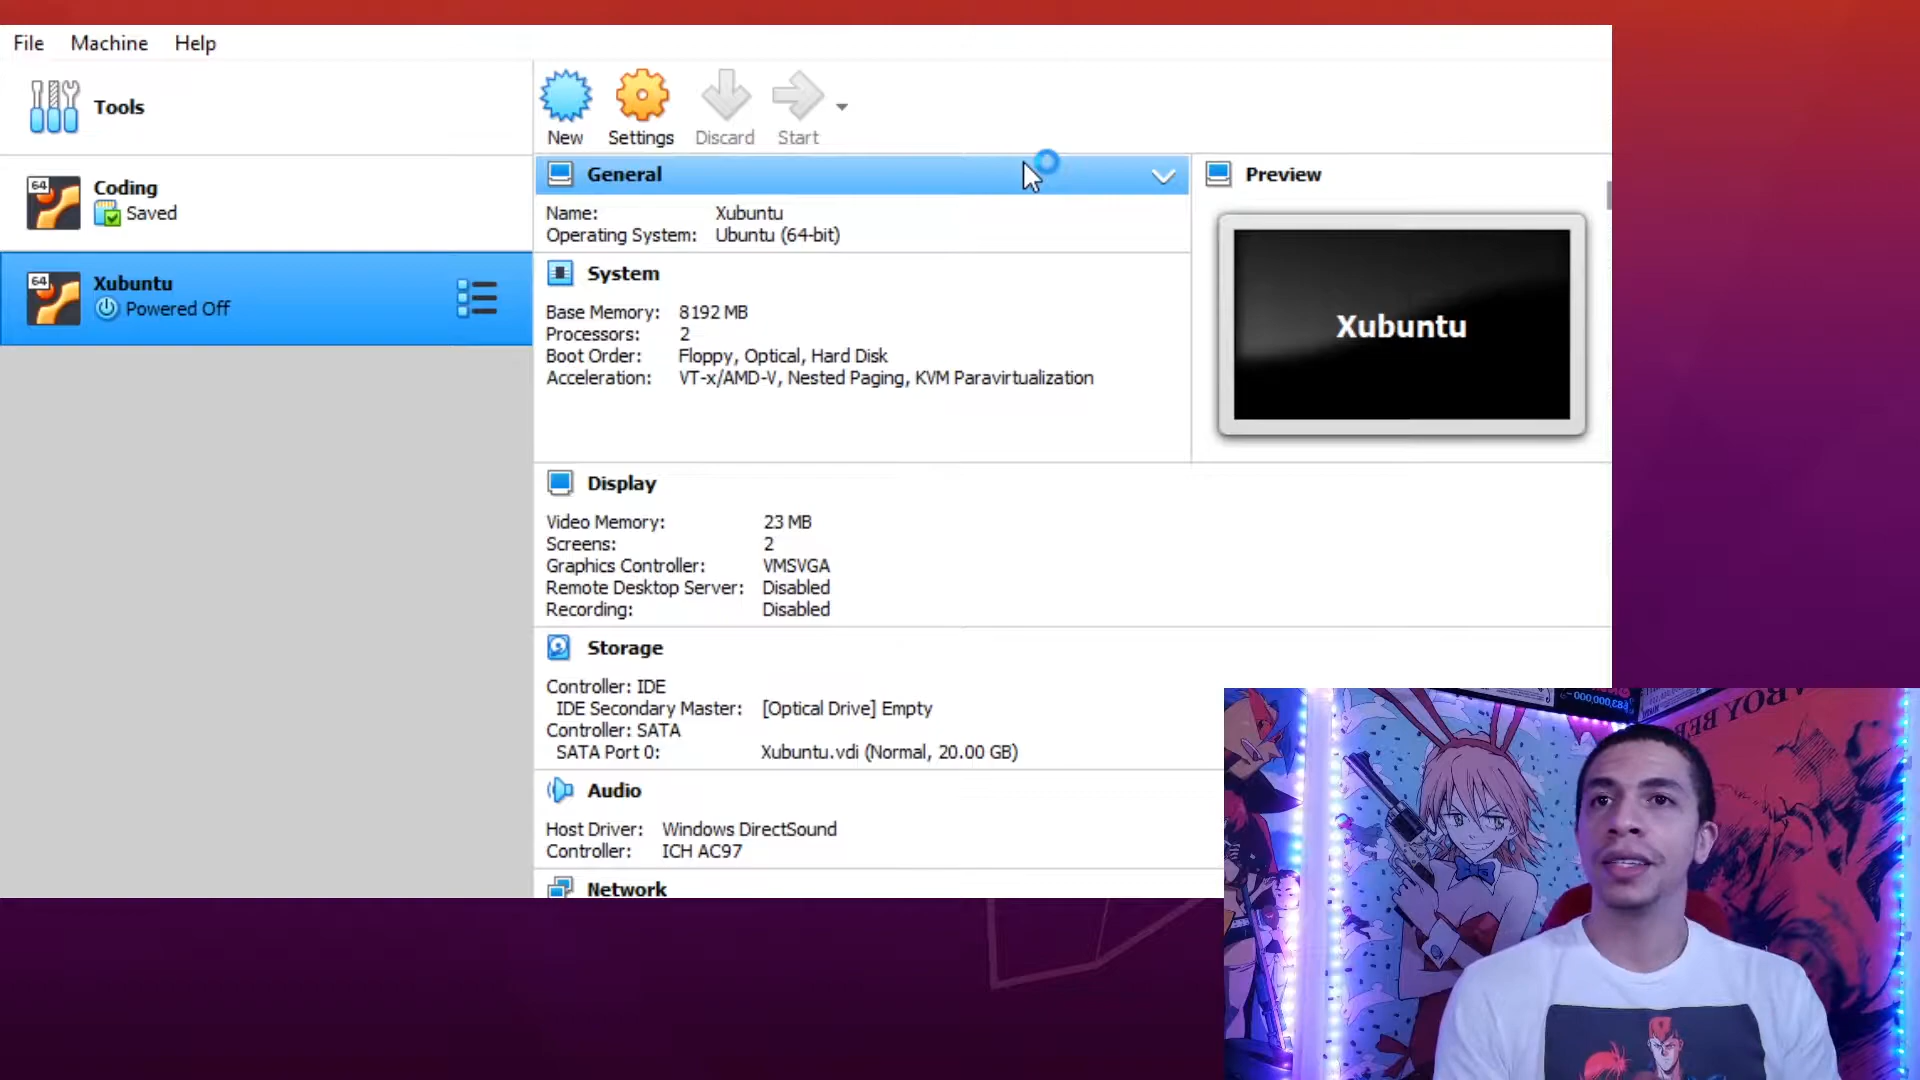 File Machine Help
Tools
New Settings Discard Start
64
Coding
Saved
64
Xubuntu
Powered Off
General
Name: Xubuntu
Operating System: Ubuntu (64-bit)
System
Base Memory: 8192 MB
Processors: 2
Boot Order: Floppy, Optical, Hard Disk
Acceleration: VT-x/AMD-V, Nested Paging, KVM Paravirtualization
Preview
Xubuntu
Display
Video Memory: 23 MB
Screens: 2
Graphics Controller: VMSVGA
Remote Desktop Server: Disabled
Recording: Disabled
Storage
Controller: IDE
IDE Secondary Master: [Optical Drive] Empty
Controller: SATA
SATA Port 0: Xubuntu.vdi (Normal, 20.00 GB)
Audio
Host Driver: Windows DirectSound
Controller: ICH AC97
Network